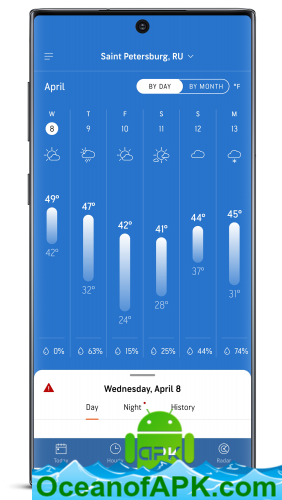 Saint Petersburg, RU
April
BY DAY BY MONTH °F
W T F S S M
8 9 10 11 12 13
49° 47° 42° 41° 44° 45°
42° 32° 24° 28° 37° 31°
0% 63% 15% 25% 44% 74%
Wednesday, April 8
Day Night History
Today Radar
apk
OceanofAPK.com